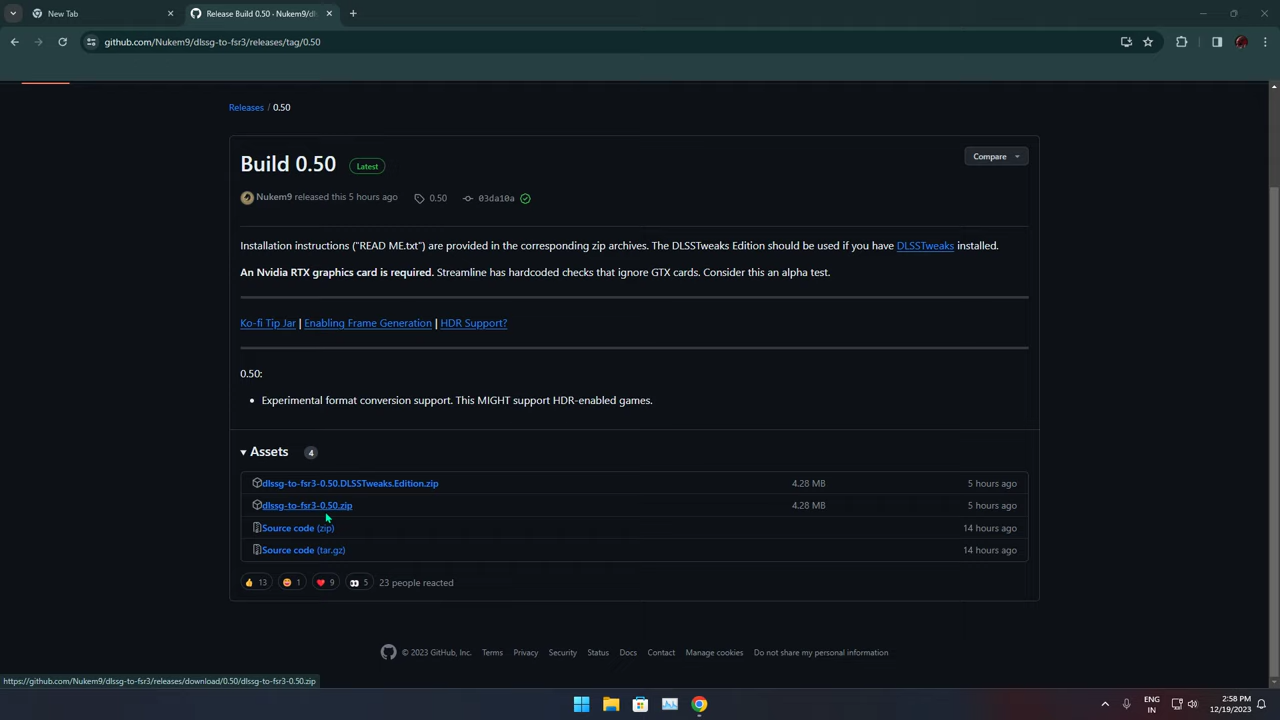 New Tab
Release Build 0.50 · Nukem9/dl
github.com/Nukem9/dlssg-to-fsr3/releases/tag/0.50
Releases / 0.50
Build 0.50 Latest
Compare
Nukem9 released this 5 hours ago 0.50 03da10a
Installation instructions ("READ ME.txt") are provided in the corresponding zip archives. The DLSSTweaks Edition should be used if you have DLSSTweaks installed.
An Nvidia RTX graphics card is required. Streamline has hardcoded checks that ignore GTX cards. Consider this an alpha test.
Ko-fi Tip Jar | Enabling Frame Generation | HDR Support?
0.50:
• Experimental format conversion support. This MIGHT support HDR-enabled games.
Assets 4
dlssg-to-fsr3-0.50.DLSSTweaks.Edition.zip 4.28 MB 5 hours ago
dlssg-to-fsr3-0.50.zip 4.28 MB 5 hours ago
Source code (zip) 14 hours ago
Source code (tar.gz) 14 hours ago
👍 13 😄 1 ❤️ 9 👀 5 23 people reacted
© 2023 GitHub, Inc. Terms Privacy Security Status Docs Contact Manage cookies Do not share my personal information
https://github.com/Nukem9/dlssg-to-fsr3/releases/download/0.50/dlssg-to-fsr3-0.50.zip
ENG
IN
2:58 PM
12/19/2023